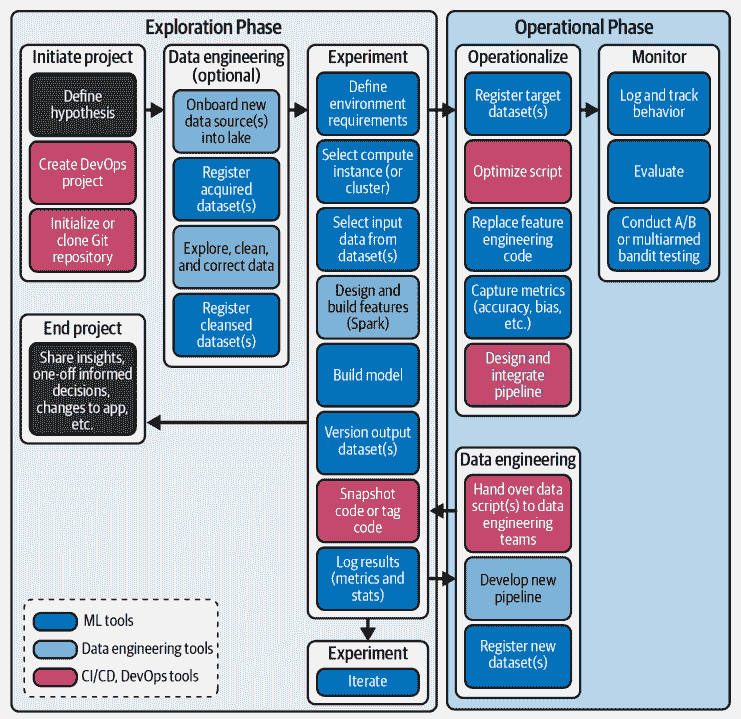 Exploration Phase
Initiate project
Define
hypothesis
Create DevOps
project
Initialize or
clone Git
repository
End project
Share insights,
one-off informed
decisions,
changes to app,
etc.
Data engineering
(optional)
Onboard new
data source(s)
into lake
Register
acquired
dataset(s)
Explore, clean,
and correct data
Register
cleansed
dataset(s)
Experiment
Define
environment
requirements
Select compute
instance (or
cluster)
Select input
data from
dataset(s)
Design and
build features
(Spark)
Build model
Version output
dataset(s)
Snapshot
code or tag
code
Log results
(metrics and
stats)
Experiment
Iterate
Operational Phase
Operationalize
Register target
dataset(s)
Optimize script
Replace feature
engineering
code
Capture metrics
(accuracy, bias,
etc.)
Design and
integrate
pipeline
Monitor
Log and track
behavior
Evaluate
Conduct A/B
or multiarmed
bandit testing
Data engineering
Hand over data
script(s) to data
engineering
teams
Develop new
pipeline
Register new
dataset(s)
ML tools
Data engineering tools
CI/CD, DevOps tools